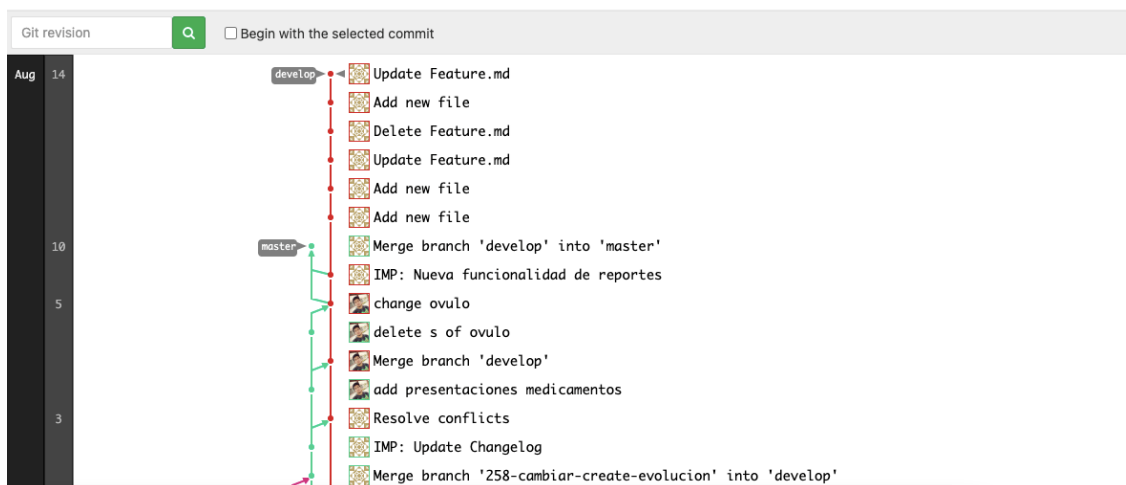 Git revision
Begin with the selected commit
Aug 14 develop Update Feature.md
Add new file
Delete Feature.md
Update Feature.md
Add new file
Add new file
10 master Merge branch 'develop' into 'master'
IMP: Nueva funcionalidad de reportes
5 change ovulo
delete s of ovulo
Merge branch 'develop'
add presentaciones medicamentos
3 Resolve conflicts
IMP: Update Changelog
Merge branch '258-cambiar-create-evolucion' into 'develop'